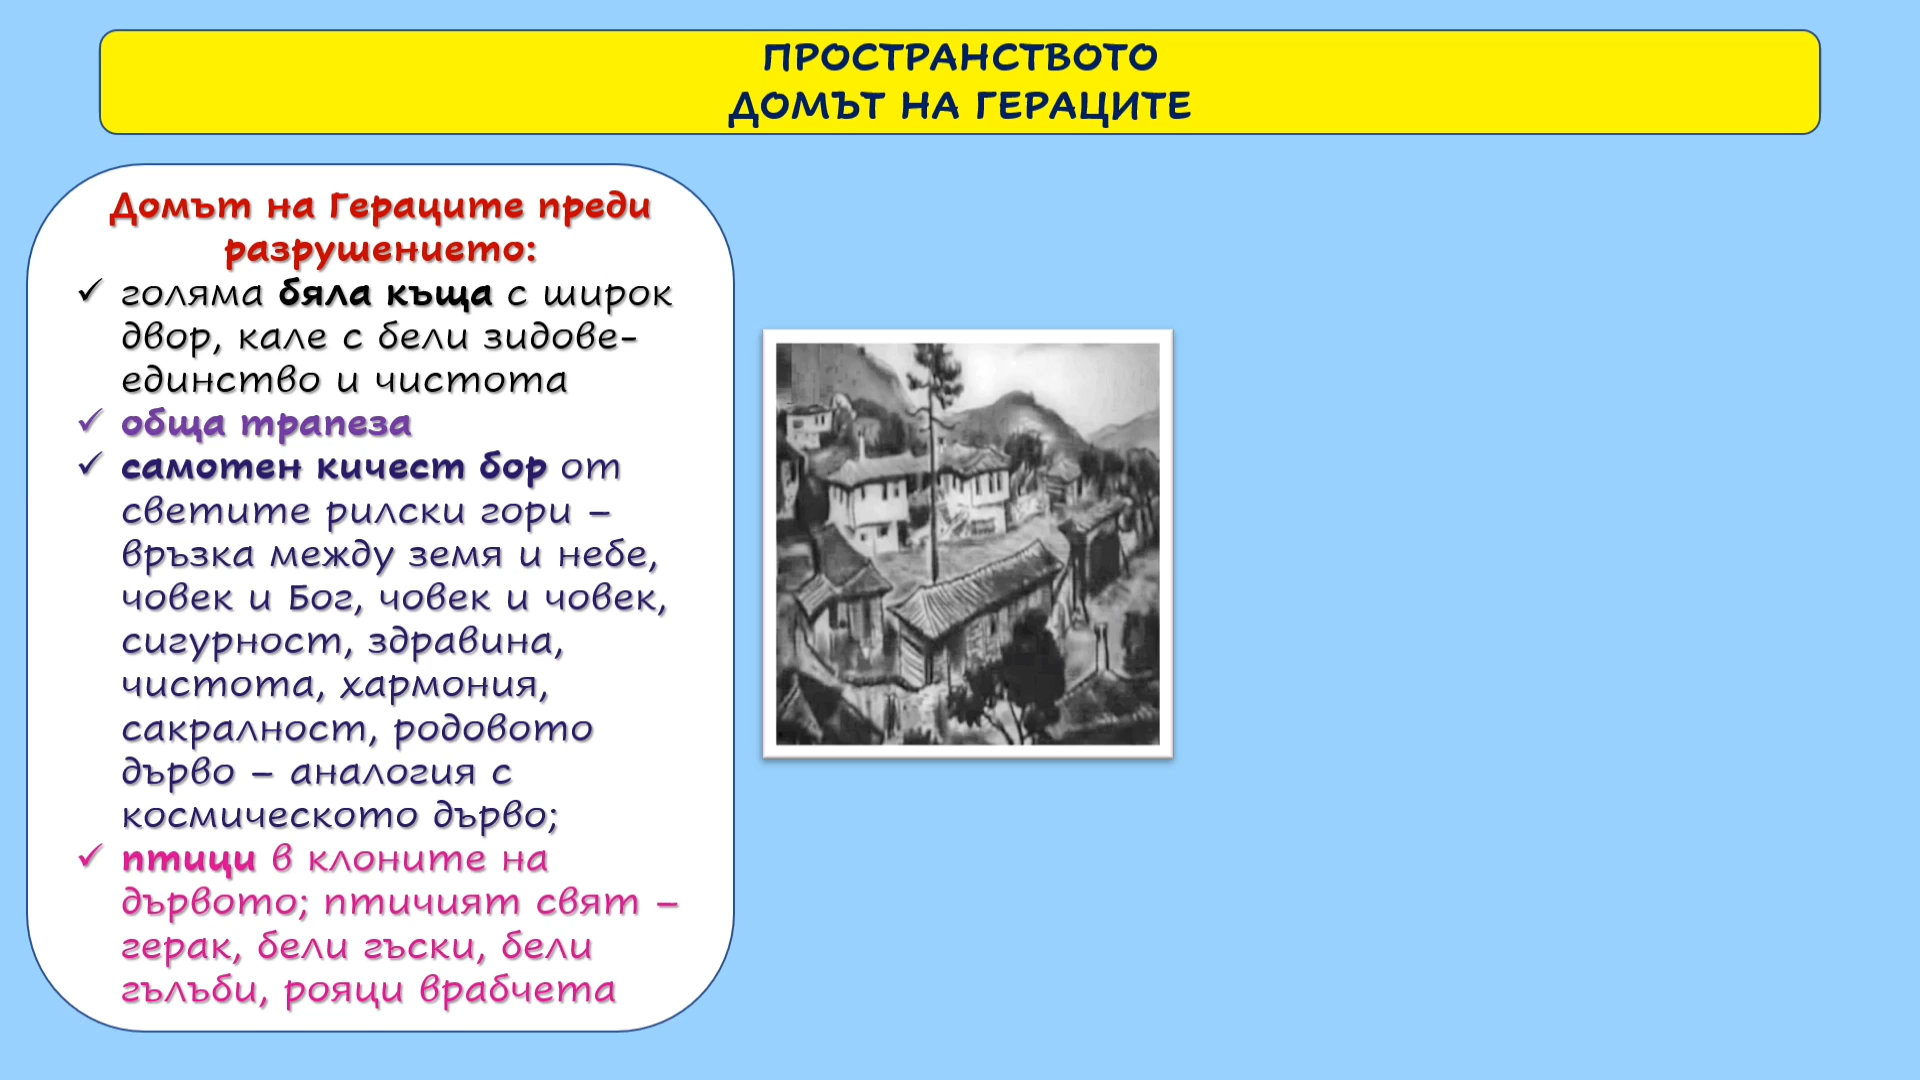 ПРОСТРАНСТВОТО
ДОМЪТ НА ГЕРАЦИТЕ
Домът на Герaците преди
разрушението:
✓ голяма бяла къща с широк
двор, кале с бели зидове-
единство и чистота
✓ обща трапеза
✓ самотен кичест бор от
светите рилски гори –
връзка между земя и небе,
човек и Бог, човек и човек,
сигурност, здравина,
чистота, хармония,
сакралност, родовото
дърво – аналогия с
космическото дърво;
✓ птици в клоните на
дървото; птичият свят –
герак, бели гъски, бели
гълъби, рояци врабчета